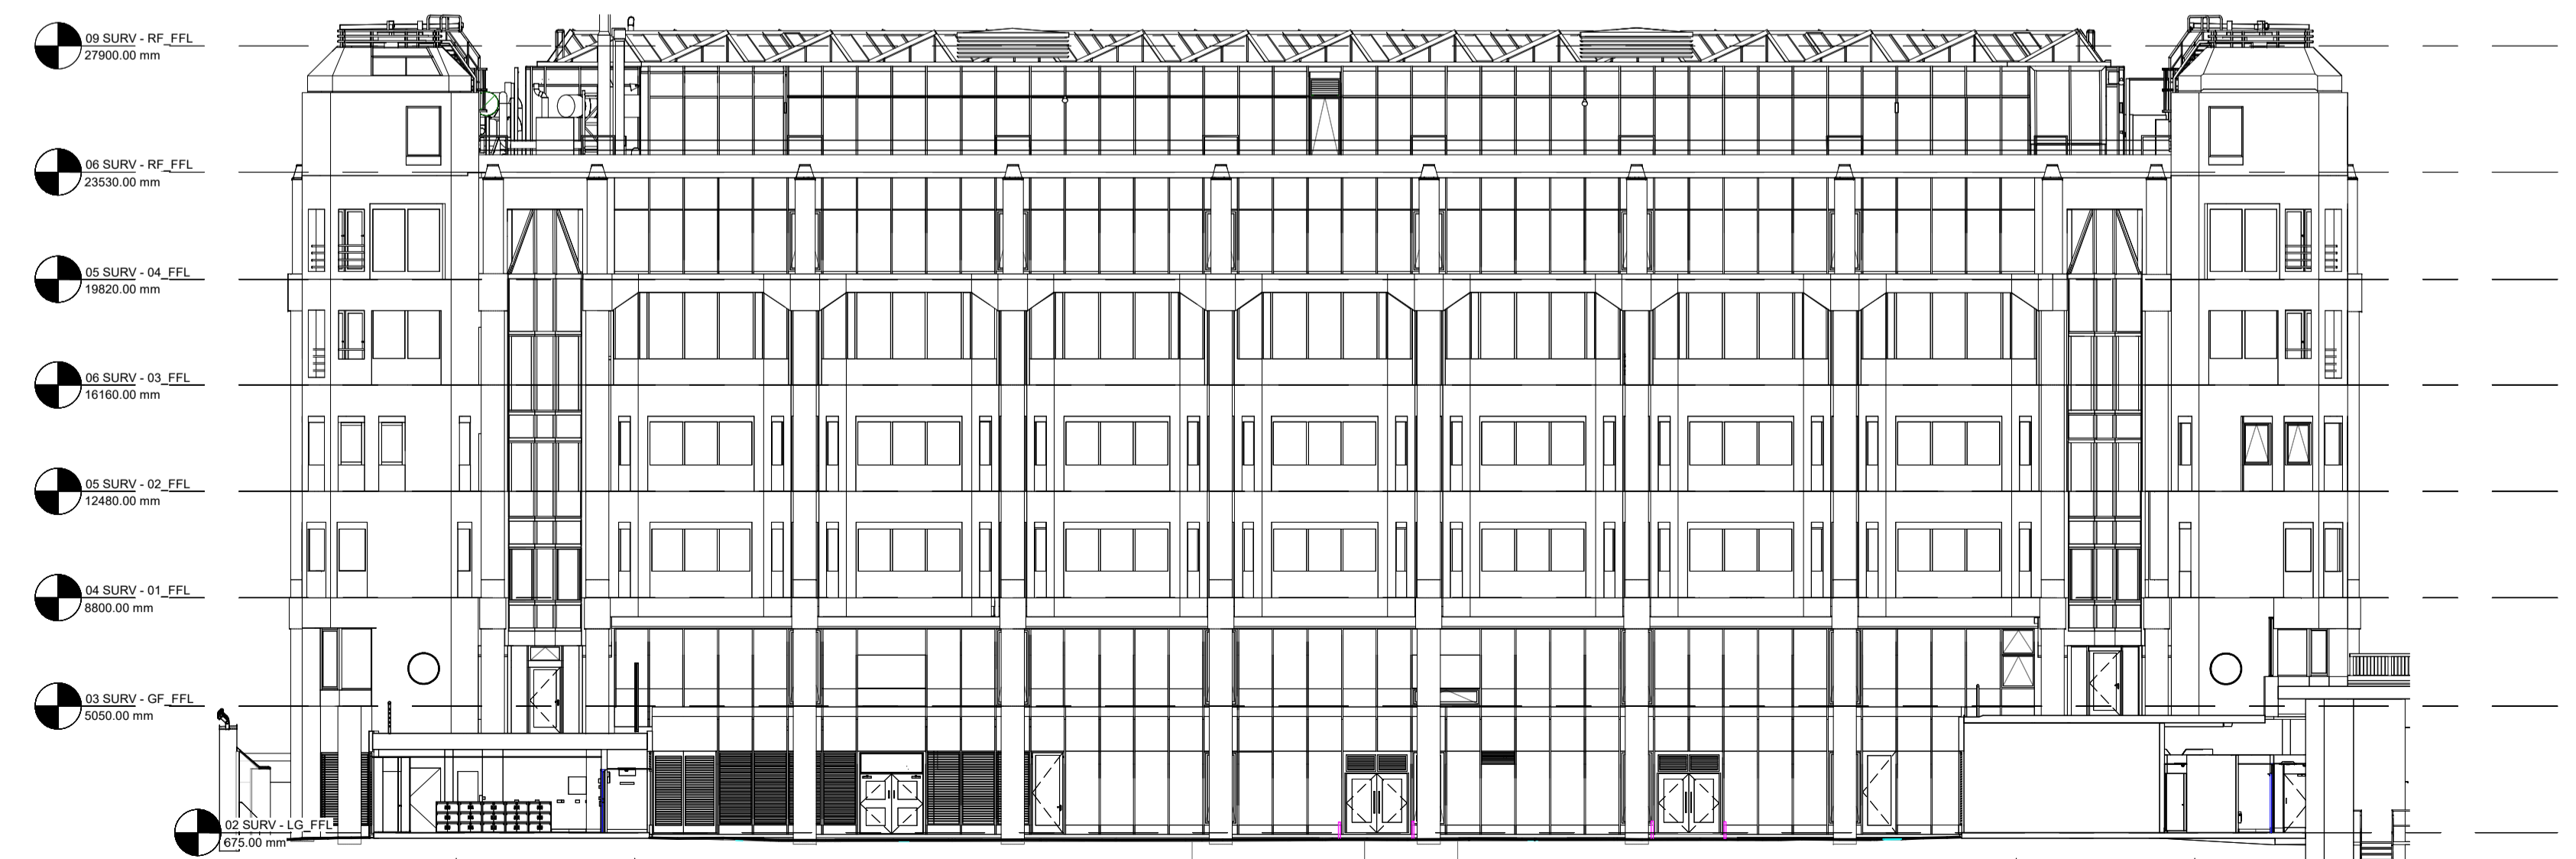 09 SURV - RF_FFL
27900.00 mm
06 SURV - RF_FFL
23530.00 mm
05 SURV - 04_FFL
19820.00 mm
06 SURV - 03_FFL
16160.00 mm
05 SURV - 02_FFL
12480.00 mm
04 SURV - 01_FFL
8800.00 mm
03 SURV - GF_FFL
5050.00 mm
02 SURV - LG_FFL
675.00 mm